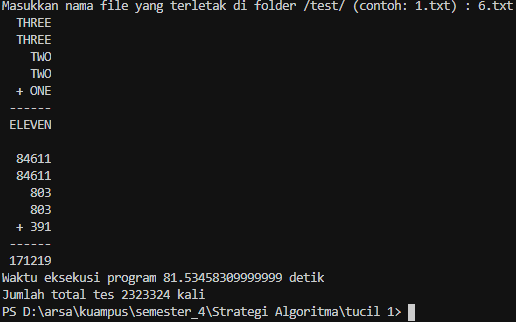 Masukkan nama file yang terletak di folder /test/ (contoh: 1.txt) : 6.txt
THREE
THREE
TWO
TWO
+ ONE
------
ELEVEN
84611
84611
803
803
+ 391
------
171219
Waktu eksekusi program 81.53458309999999 detik
Jumlah total tes 2323324 kali
PS D:\arsa\kuampus\semester_4\Strategi Algoritma\tucil 1>